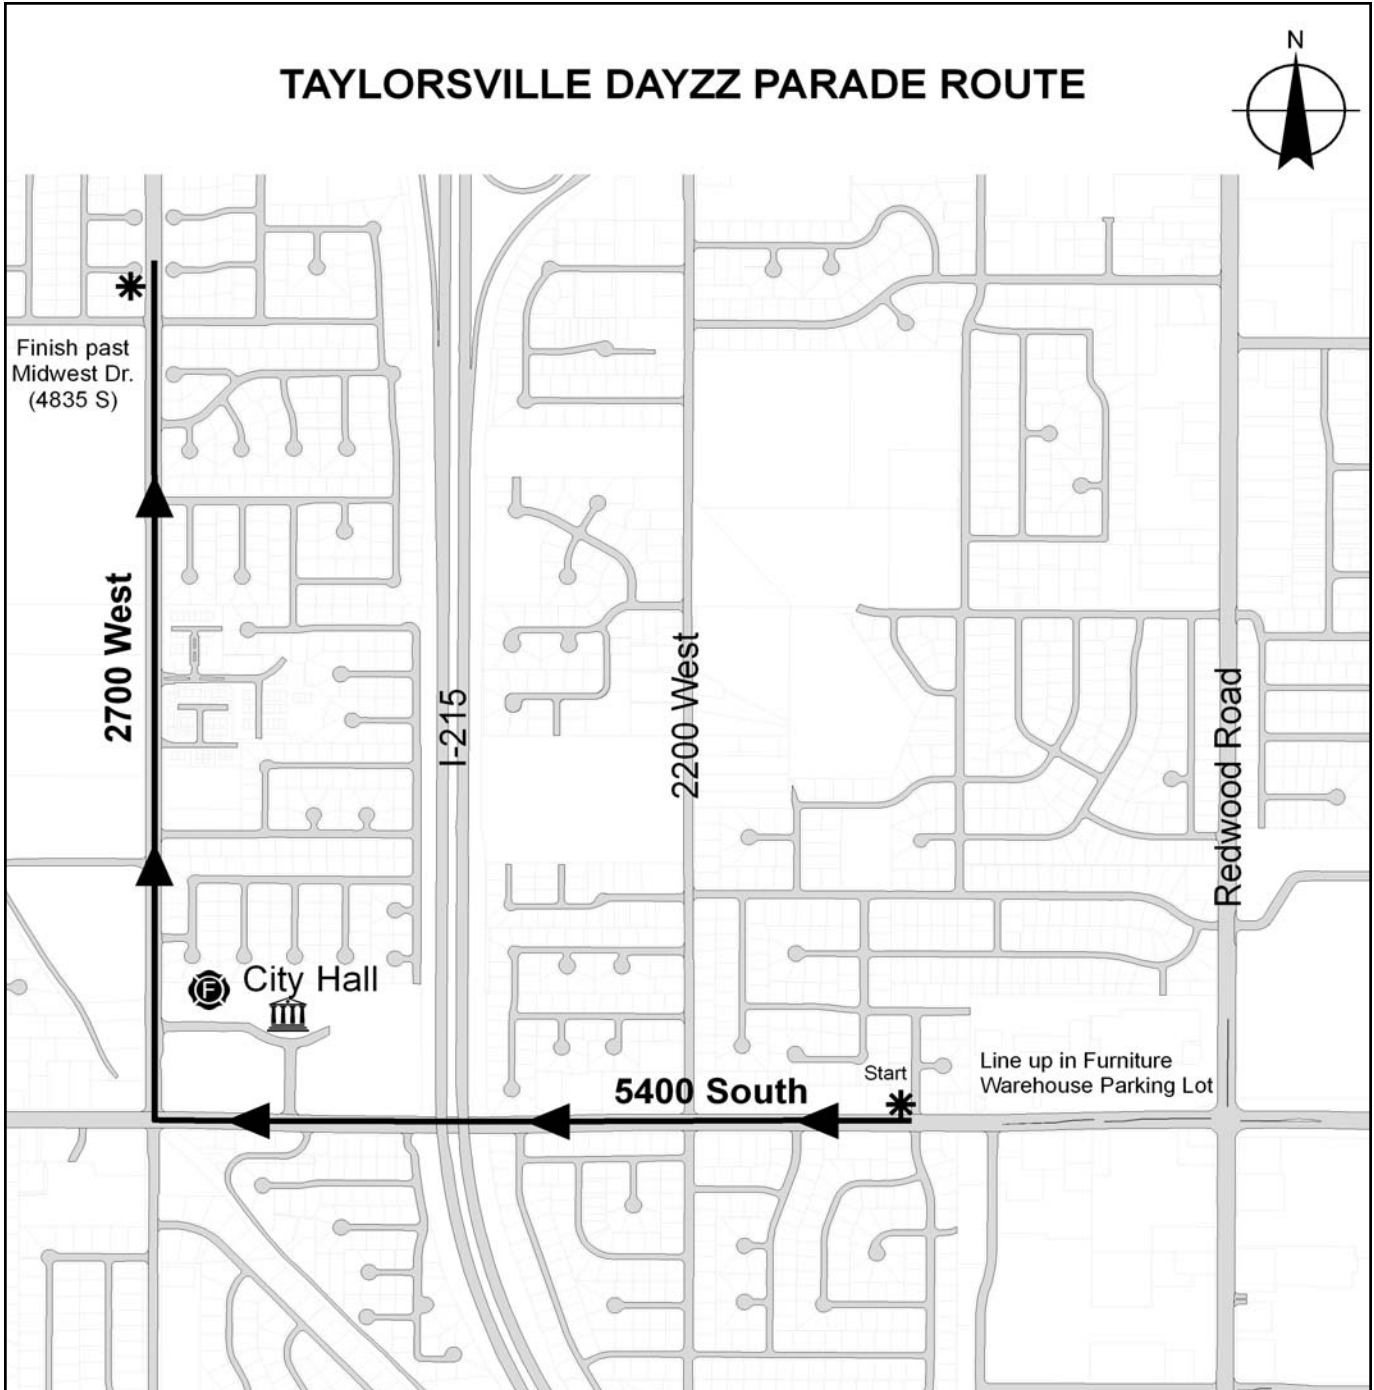 N
TAYLORSVILLE DAYZZ PARADE ROUTE
Finish past
Midwest Dr.
(4835 S)
2700 West
I-215
2200 West
Redwood Road
F
City Hall
Start
Line up in Furniture
Warehouse Parking Lot
5400 South